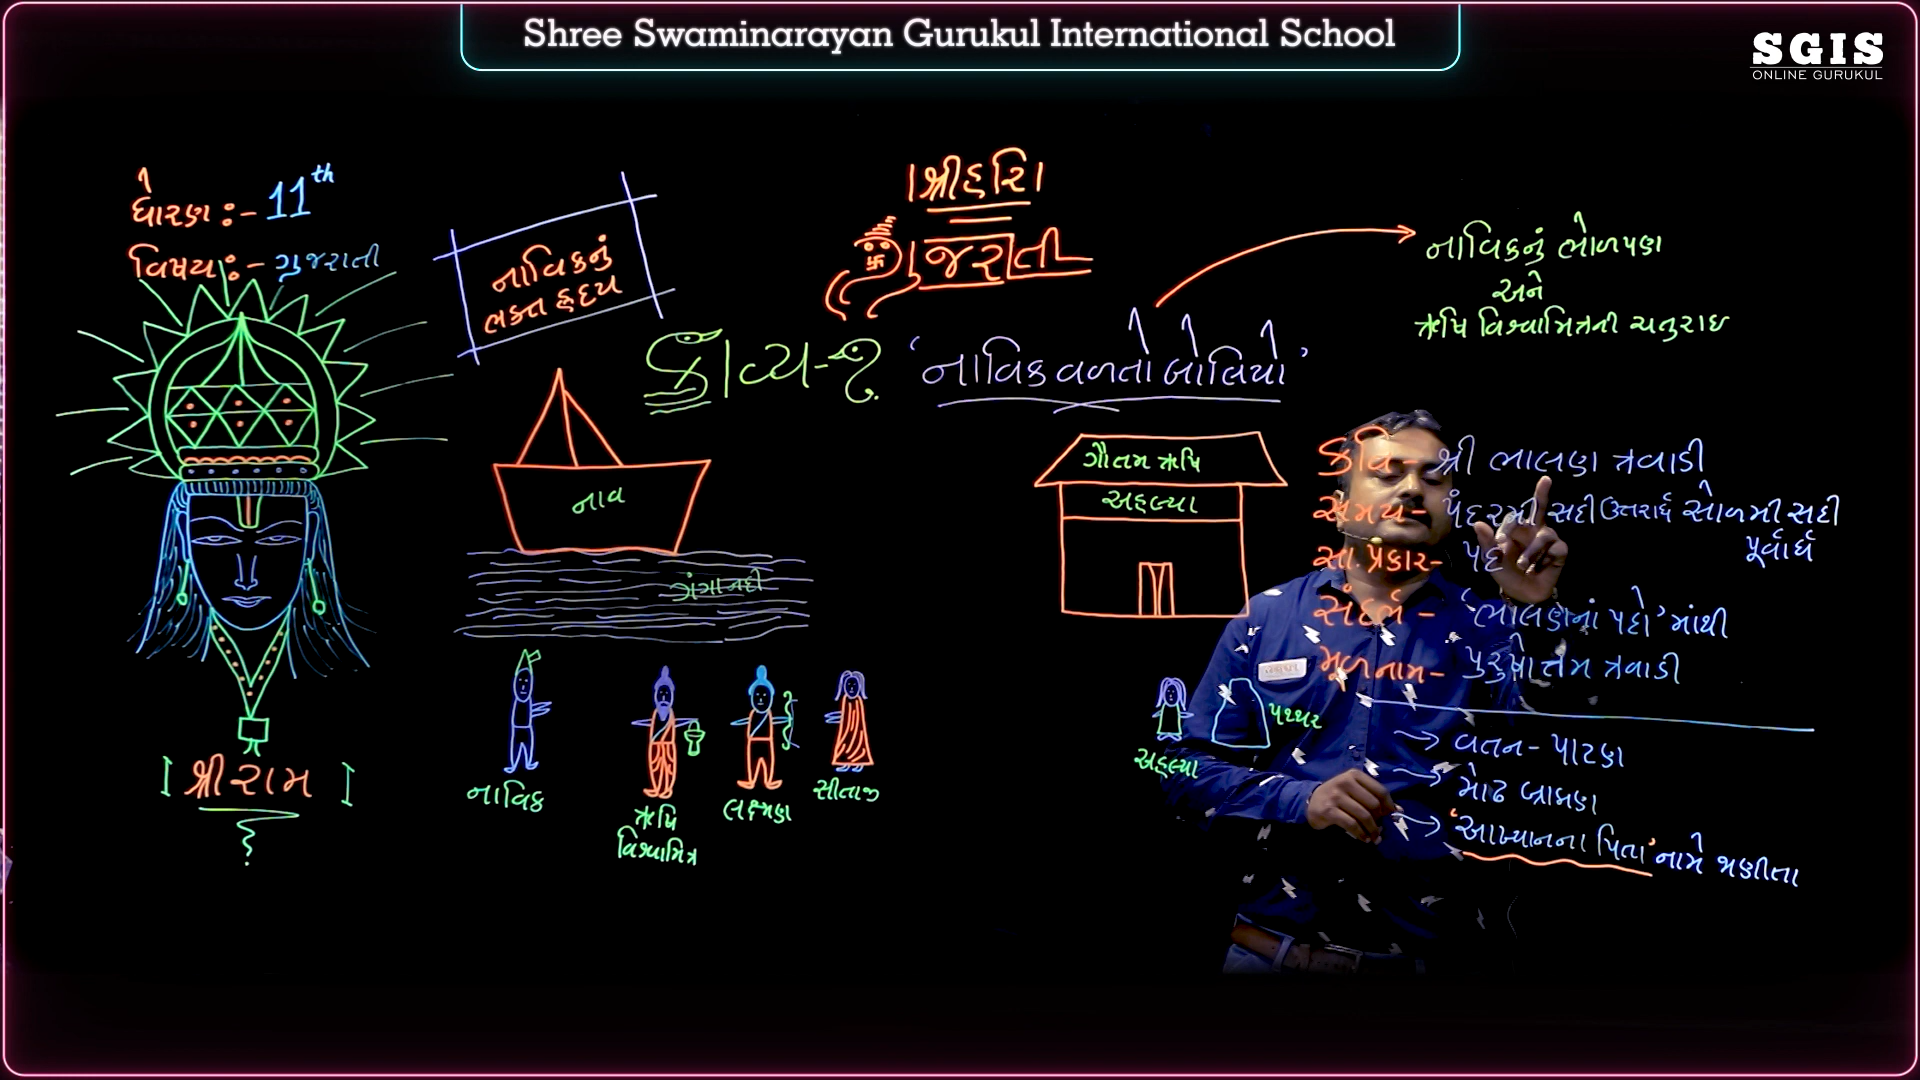 Shree Swaminarayan Gurukul International School
SGIS
ONLINE GURUKUL
ધોરણ :- 11th
વિષય :- ગુજરાતી
નાવિકનું
ભક્ત હૃદય
।શ્રીહરિ।
ગુજરાતી
કાવ્ય-૧ 'નાવિક વળતો બોલિયો'
નાવિકનું ભોળપણ
અને
ઋષિ વિશ્વામિત્રની ચતુરાઇ
નાવ
ગંગા નદી
ગૌતમ ઋષિ
અહલ્યા
કવિ - શ્રી ભાલણ ત્રવાડી
સમય - પંદરમી સદી ઉત્તરાર્ધ સોળમી સદી
પૂર્વાર્ધ
સા. પ્રકાર - પદ
સંદર્ભ - 'ભાલણનાં પદો' માંથી
મૂળ નામ - પુરુષોત્તમ ત્રવાડી
→ વતન - પાટણ
→ મોઢ બ્રાહ્મણ
→ 'આખ્યાનના પિતા' નામે જાણીતા
શ્રી રામ
નાવિક
ઋષિ
વિશ્વામિત્ર
લક્ષ્મણ
સીતાજી
અહલ્યા
પથ્થર